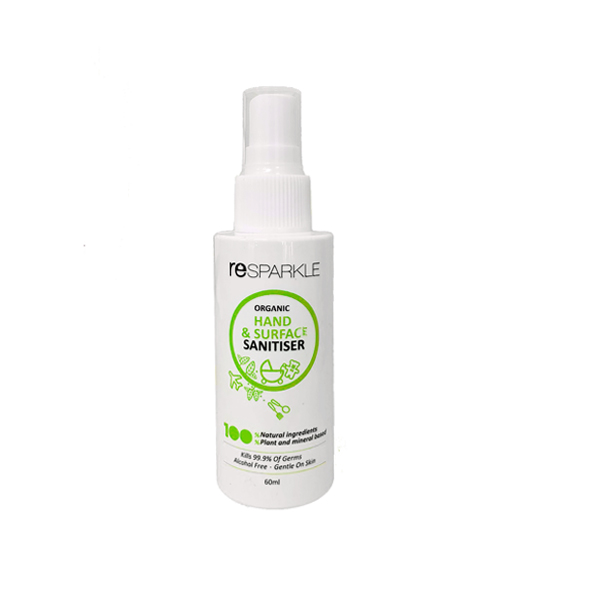 reSPARKLE
ORGANIC
HAND
& SURFACE
SANITISER
100 %Natural ingredients
%Plant and mineral based
Kills 99.9% Of Germs
Alcohol Free - Gentle On Skin
60ml